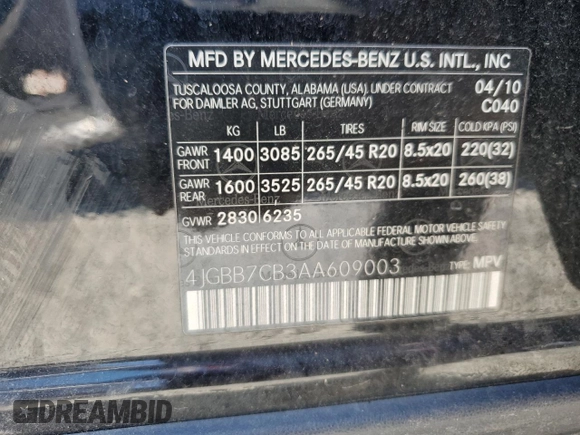 MFD BY MERCEDES-BENZ U.S. INTL., INC
TUSCALOOSA COUNTY, ALABAMA (USA), UNDER CONTRACT 04/10
FOR DAIMLER AG, STUTTGART (GERMANY) C040
KG LB TIRES RIM SIZE COLD KPA (PSI)
GAWR FRONT 1400 3085 265/45 R20 8.5x20 220(32)
GAWR REAR 1600 3525 265/45 R20 8.5x20 260(38)
GVWR 2830 6235
THIS VEHICLE CONFORMS TO ALL APPLICABLE FEDERAL MOTOR VEHICLE
SAFETY STANDARDS IN EFFECT ON THE DATE OF MANUFACTURE SHOWN ABOVE.
4JGBB7CB3AA609003 TYPE: MPV
DREAMBID